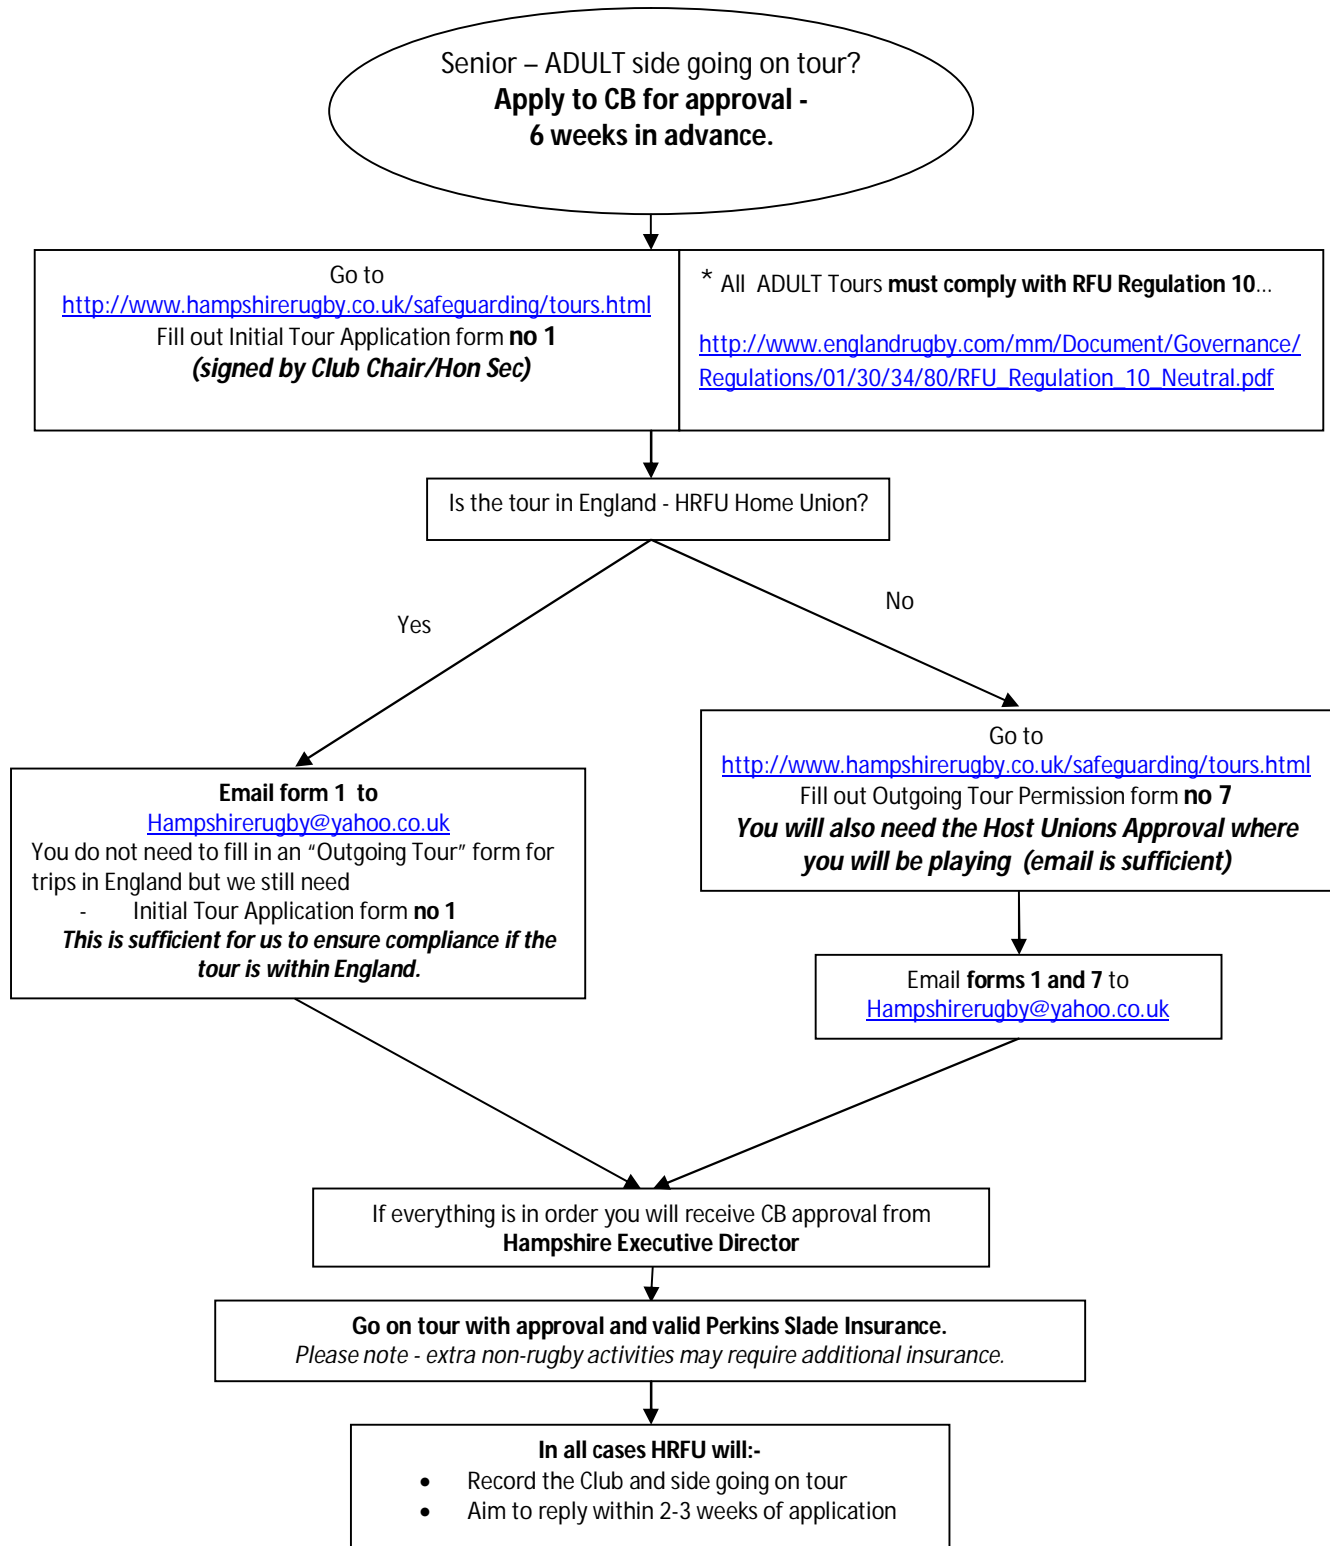 Senior – ADULT side going on tour?
Apply to CB for approval -
6 weeks in advance.
Go to
http://www.hampshirerugby.co.uk/safeguarding/tours.html
Fill out Initial Tour Application form no 1
(signed by Club Chair/Hon Sec)
* All ADULT Tours must comply with RFU Regulation 10...
http://www.englandrugby.com/mm/Document/Governance/
Regulations/01/30/34/80/RFU_Regulation_10_Neutral.pdf
Is the tour in England - HRFU Home Union?
Yes
No
Email form 1 to
Hampshirerugby@yahoo.co.uk
You do not need to fill in an “Outgoing Tour” form for
trips in England but we still need
- Initial Tour Application form no 1
This is sufficient for us to ensure compliance if the
tour is within England.
Go to
http://www.hampshirerugby.co.uk/safeguarding/tours.html
Fill out Outgoing Tour Permission form no 7
You will also need the Host Unions Approval where
you will be playing (email is sufficient)
Email forms 1 and 7 to
Hampshirerugby@yahoo.co.uk
If everything is in order you will receive CB approval from
Hampshire Executive Director
Go on tour with approval and valid Perkins Slade Insurance.
Please note - extra non-rugby activities may require additional insurance.
In all cases HRFU will:-
• Record the Club and side going on tour
• Aim to reply within 2-3 weeks of application